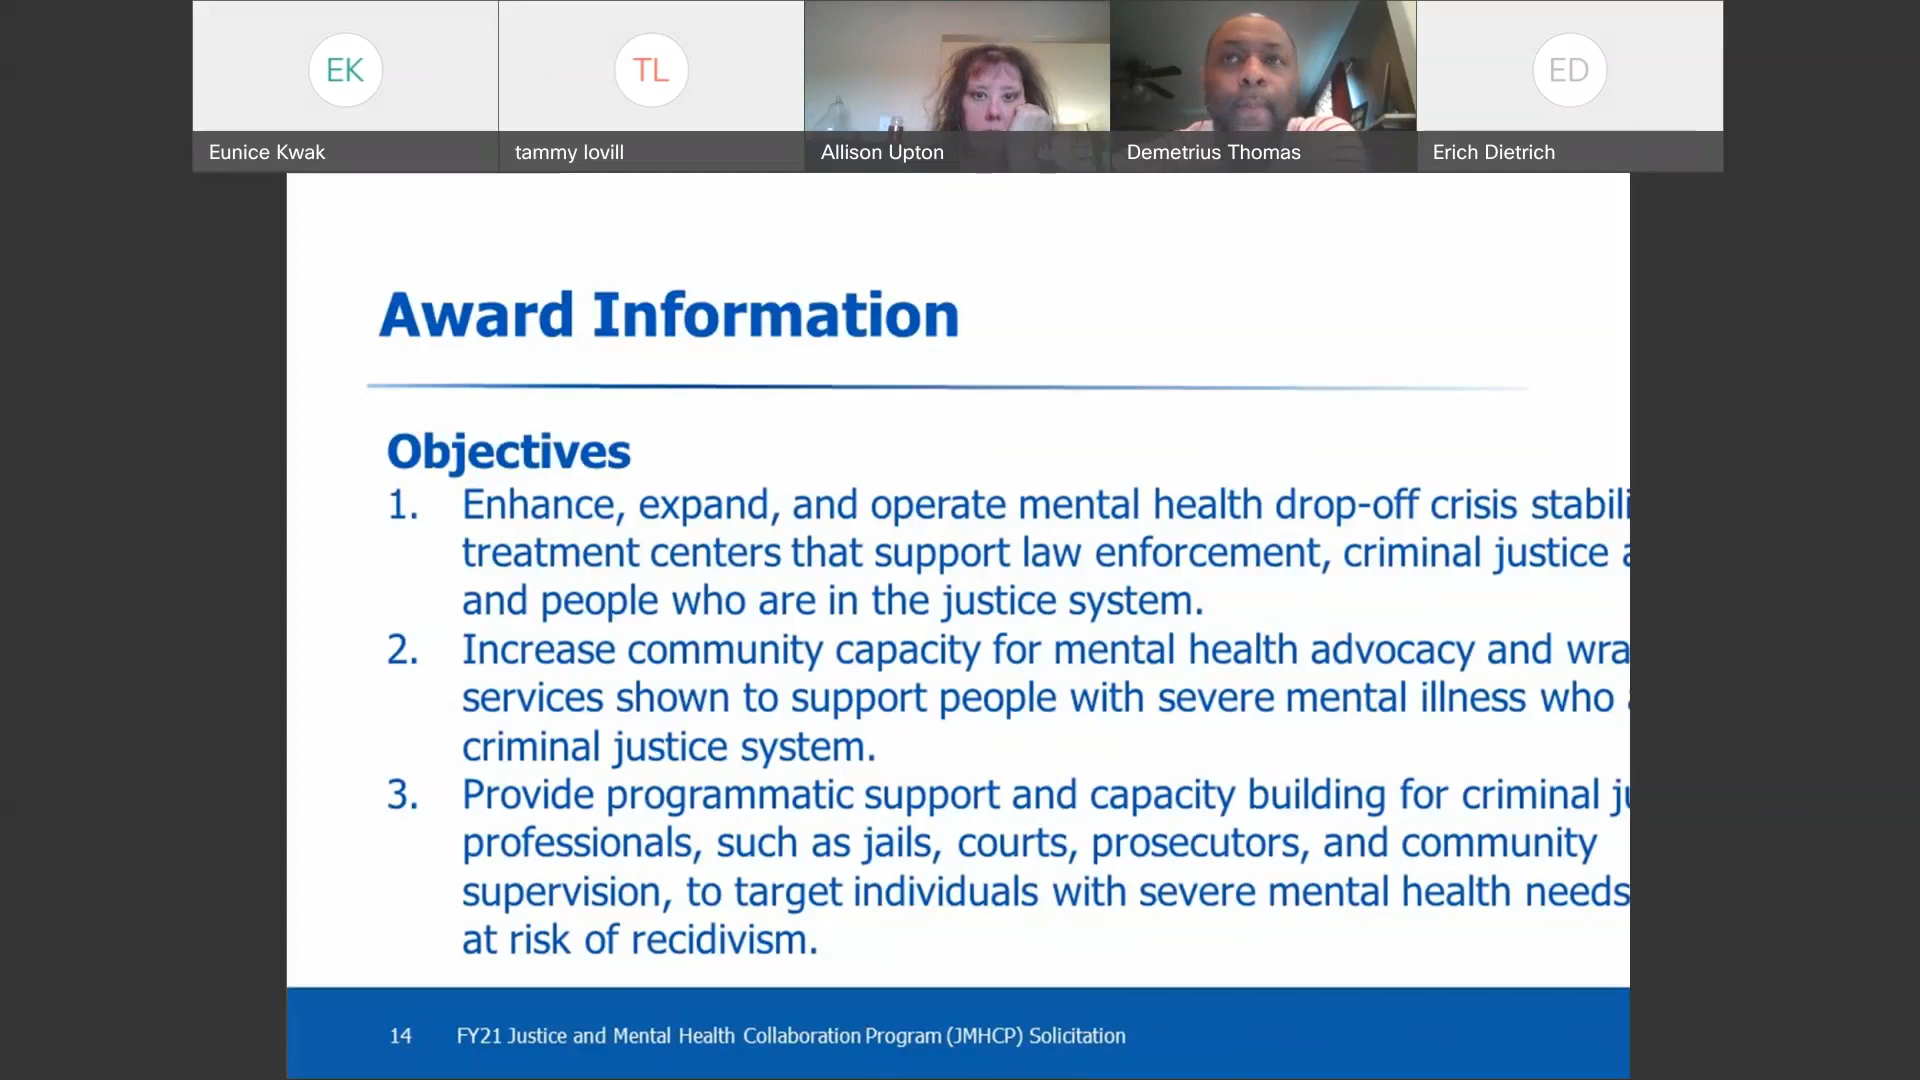 EK
TL
ED
Eunice Kwak
tammy lovill
Allison Upton
Demetrius Thomas
Erich Dietrich
Award Information
Objectives
1. Enhance, expand, and operate mental health drop-off crisis stabili
treatment centers that support law enforcement, criminal justice
and people who are in the justice system.
2. Increase community capacity for mental health advocacy and wra
services shown to support people with severe mental illness who
criminal justice system.
3. Provide programmatic support and capacity building for criminal ju
professionals, such as jails, courts, prosecutors, and community
supervision, to target individuals with severe mental health needs
at risk of recidivism.
14 FY21 Justice and Mental Health Collaboration Program (JMHCP) Solicitation